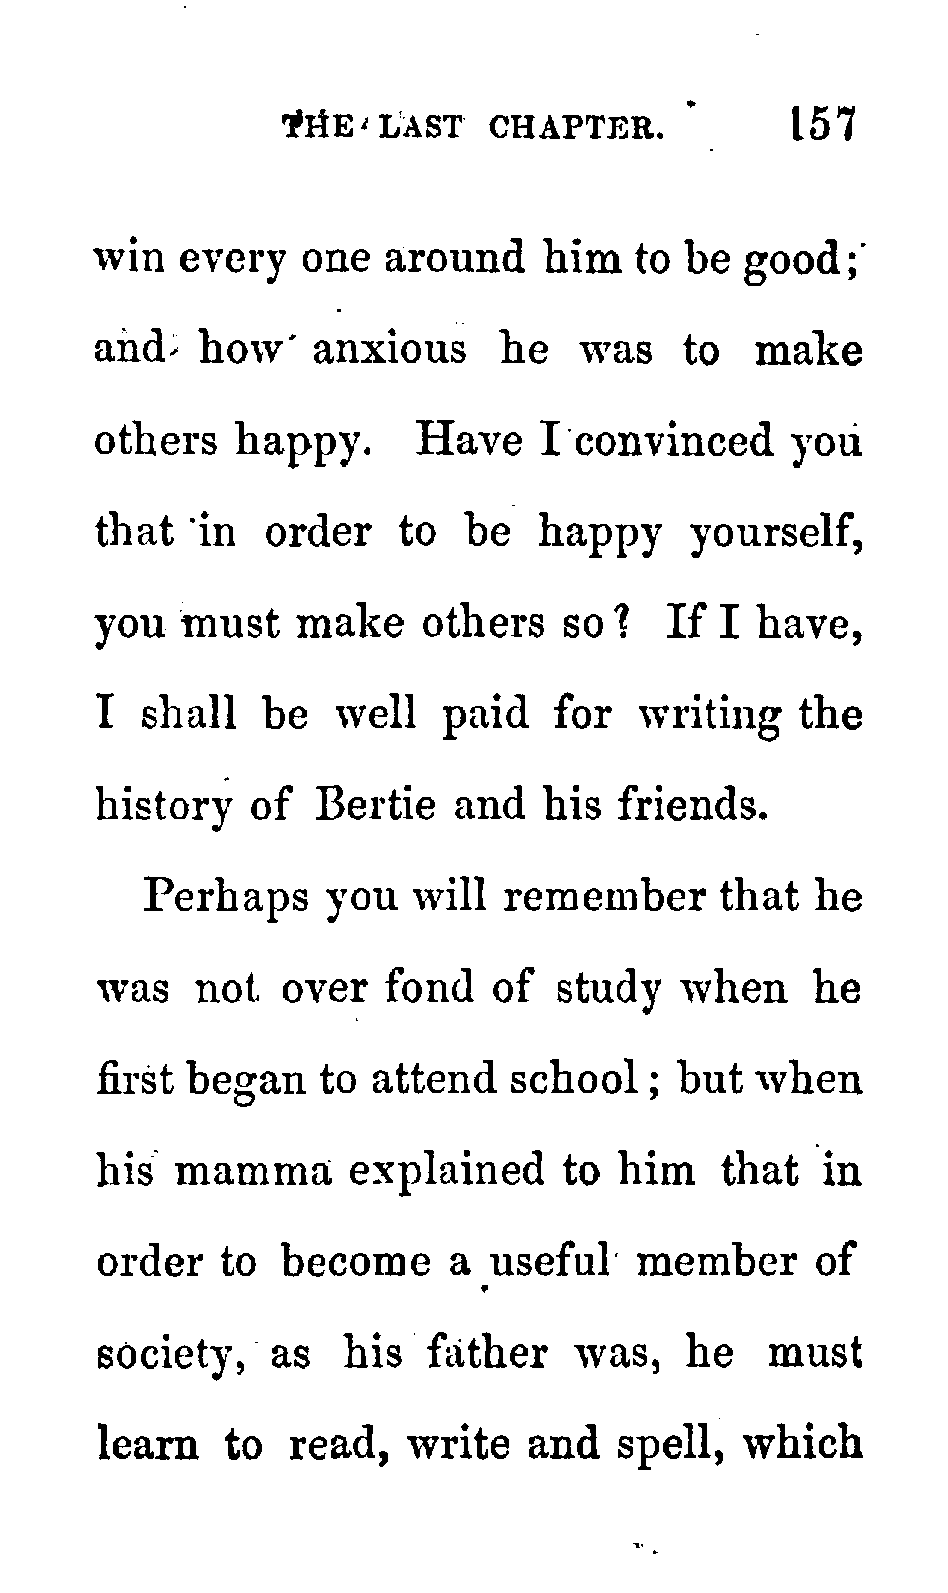 THE LAST CHAPTER. 157
win every one around him to be good;
and how anxious he was to make
others happy. Have I convinced you
that in order to be happy yourself,
you must make others so? If I have,
I shall be well paid for writing the
history of Bertie and his friends.
Perhaps you will remember that he
was not over fond of study when he
first began to attend school; but when
his mamma explained to him that in
order to become a useful member of
society, as his father was, he must
learn to read, write and spell, which